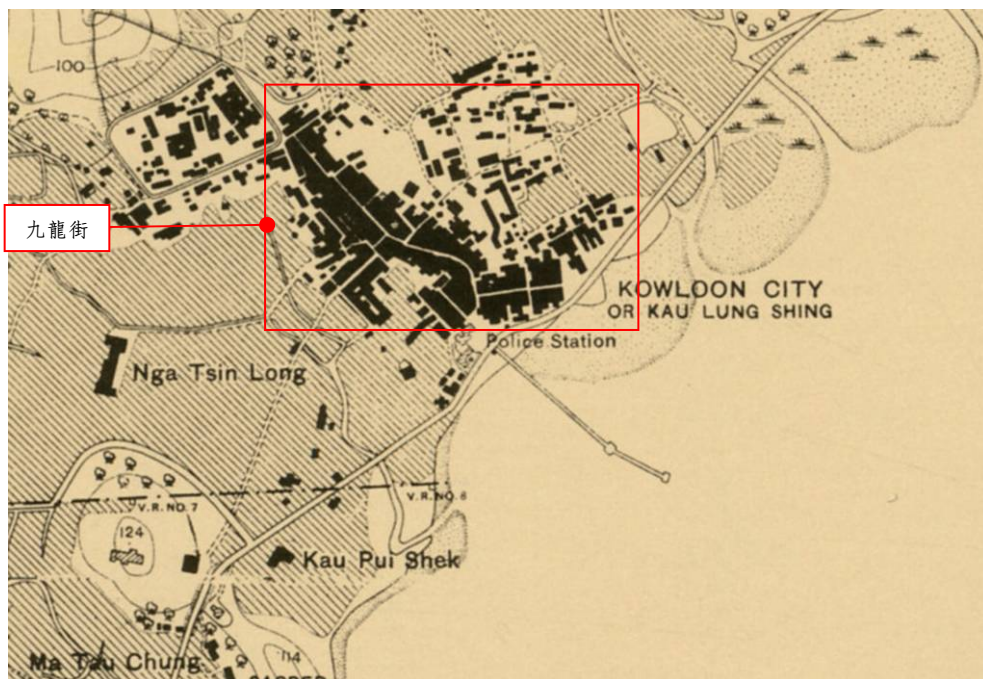 100
九龍街
KOWLOON CITY
OR KAU LUNG SHING
Police Station
Nga Tsin Long
V.R.NO.7
V.R.NO.8
124
Kau Pui Shek
Ma Tau Chung
114